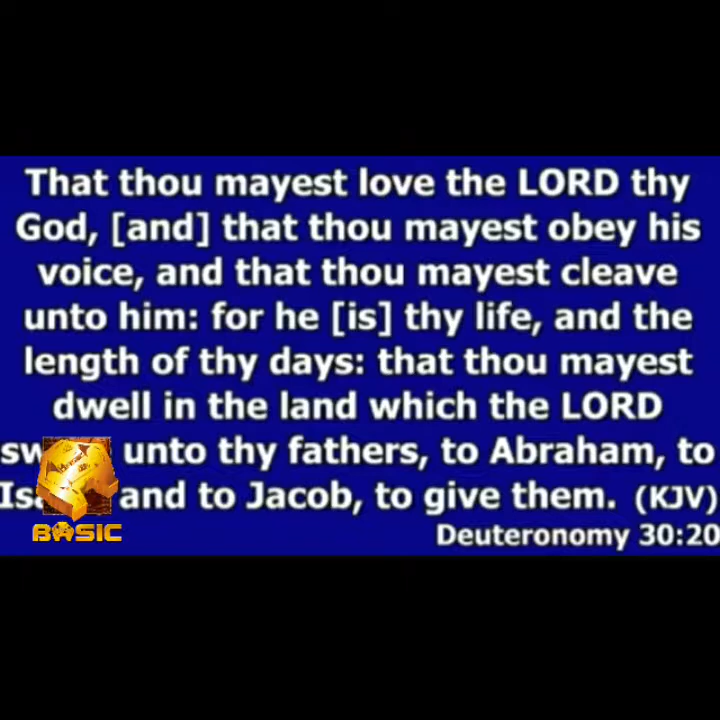 That thou mayest love the LORD thy
God, [and] that thou mayest obey his
voice, and that thou mayest cleave
unto him: for he [is] thy life, and the
length of thy days: that thou mayest
dwell in the land which the LORD
unto thy fathers, to Abraham, to
and to Jacob, to give them. (KJV)
Deuteronomy 30:20
BASIC